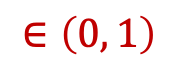 ∈ (0, 1)